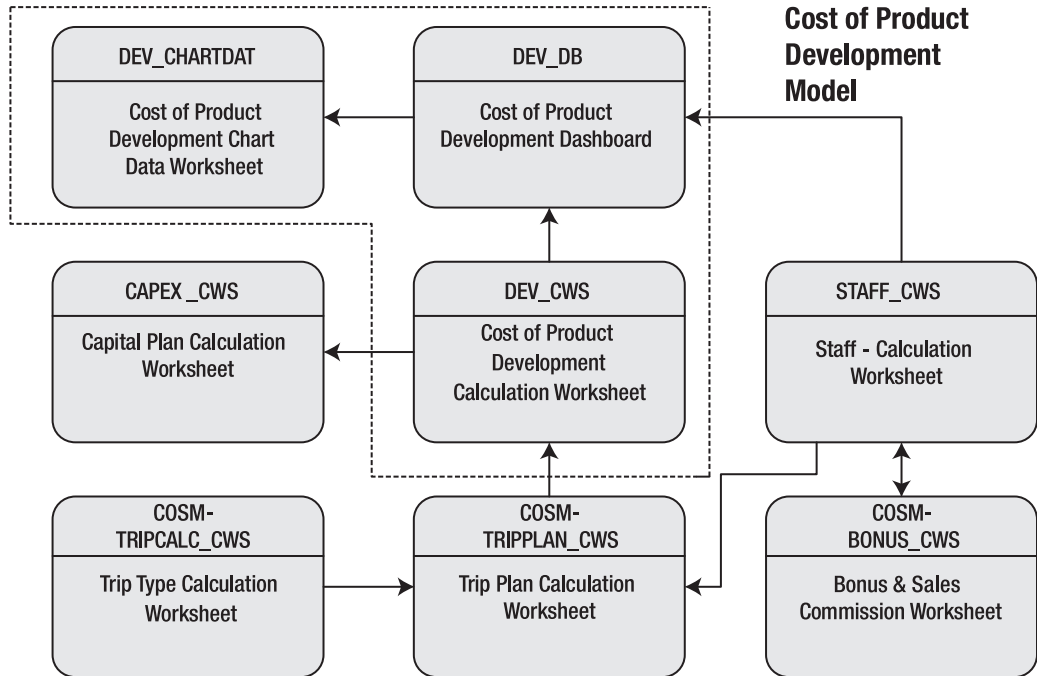 Cost of Product
Development
Model
DEV_CHARTDAT
Cost of Product
Development Chart
Data Worksheet
DEV_DB
Cost of Product
Development Dashboard
CAPEX _CWS
Capital Plan Calculation
Worksheet
DEV_CWS
Cost of Product
Development
Calculation Worksheet
STAFF_CWS
Staff - Calculation
Worksheet
COSM-
TRIPCALC_CWS
Trip Type Calculation
Worksheet
COSM-
TRIPPLAN_CWS
Trip Plan Calculation
Worksheet
COSM-
BONUS_CWS
Bonus & Sales
Commission Worksheet